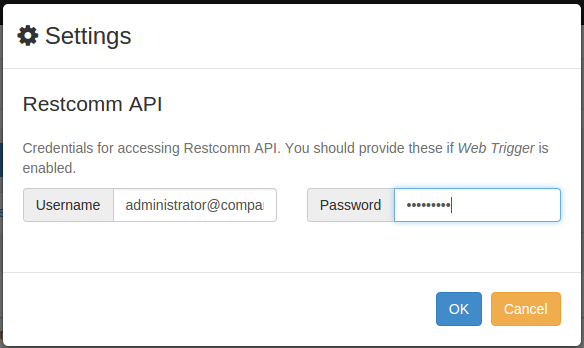 Settings
Restcomm API
Credentials for accessing Restcomm API. You should provide these if Web Trigger is
enabled.
Username administrator@compa Password •••••••••
OK Cancel